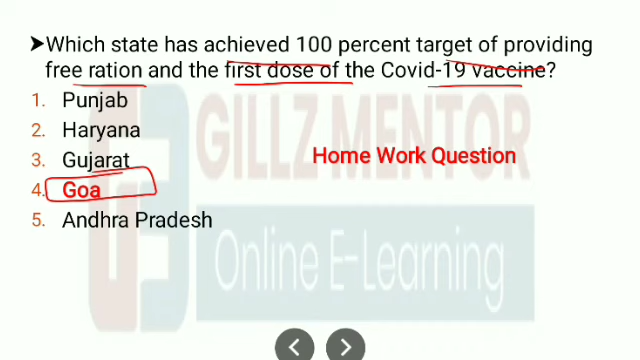 ➤Which state has achieved 100 percent target of providing
free ration and the first dose of the Covid-19 vaccine?
1. Punjab
2. Haryana
3. Gujarat
4. Goa
5. Andhra Pradesh
Home Work Question
GILLZ MENTOR
Online E-Learning